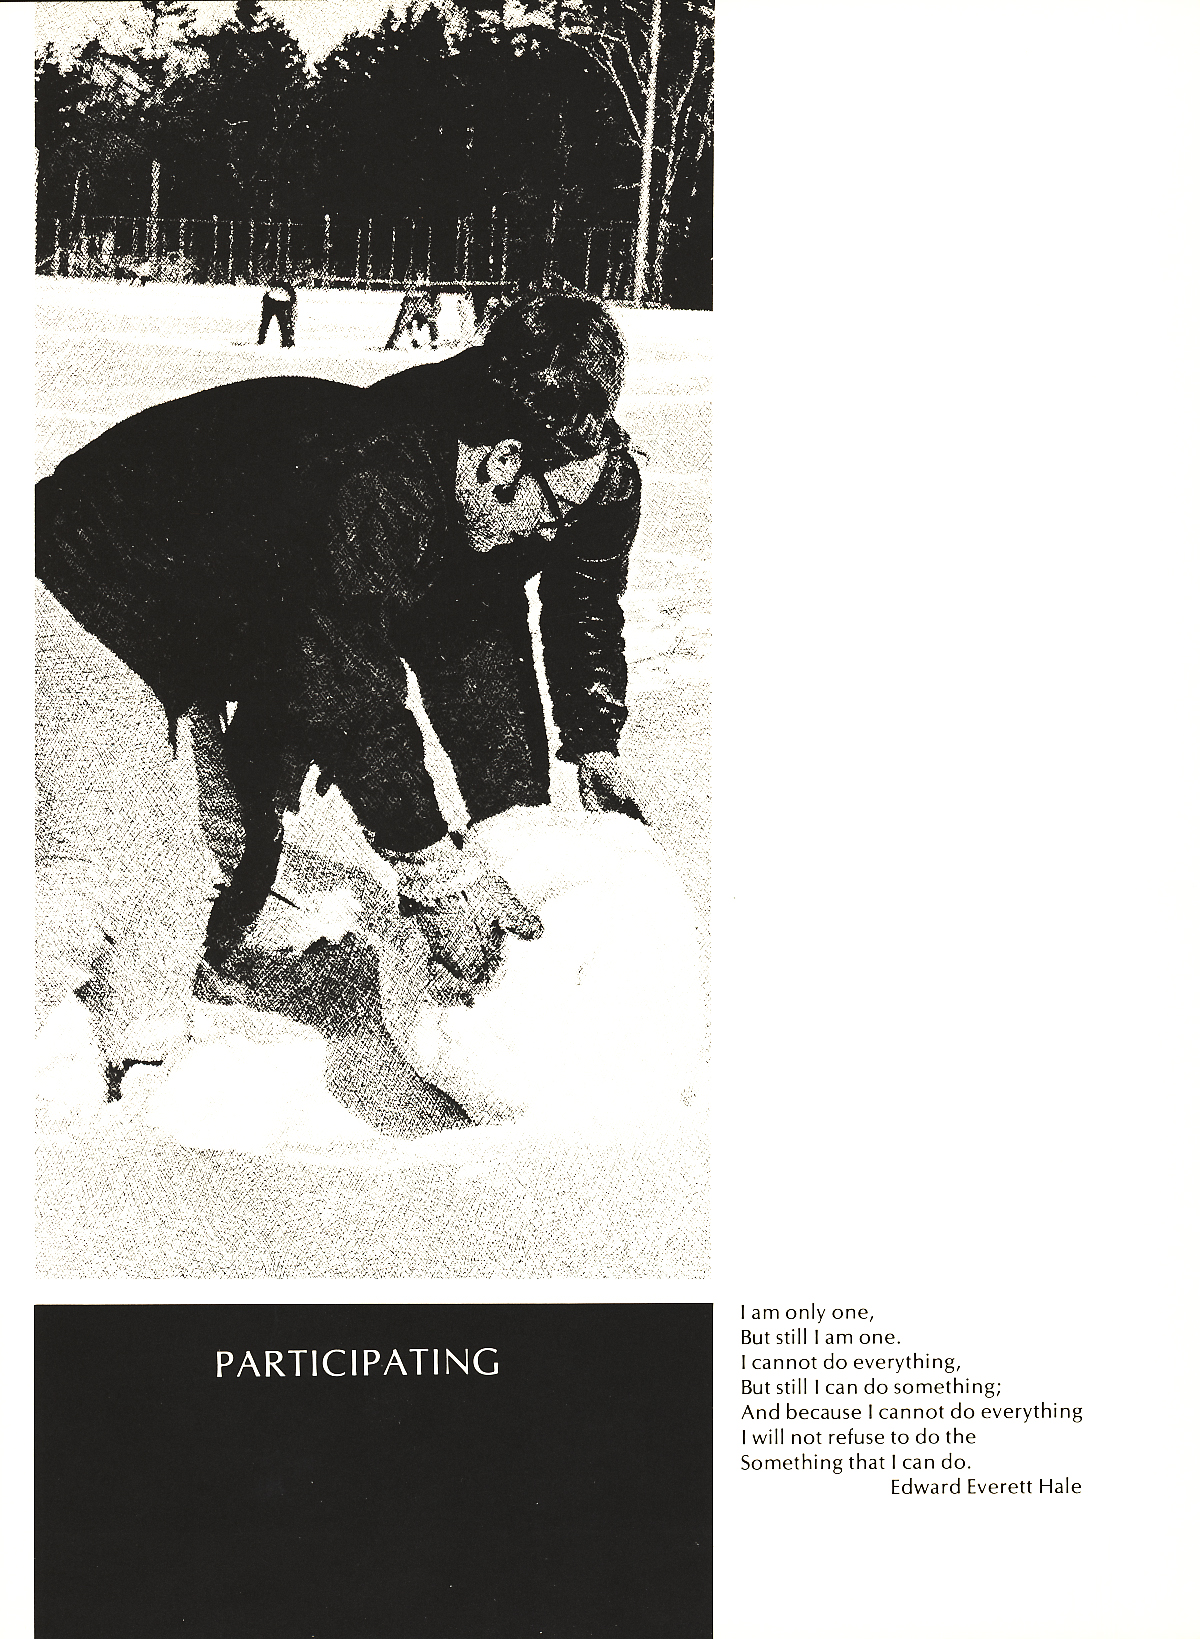 PARTICIPATING
I am only one,
But still I am one.
I cannot do everything,
But still I can do something;
And because I cannot do everything
I will not refuse to do the
Something that I can do.
Edward Everett Hale